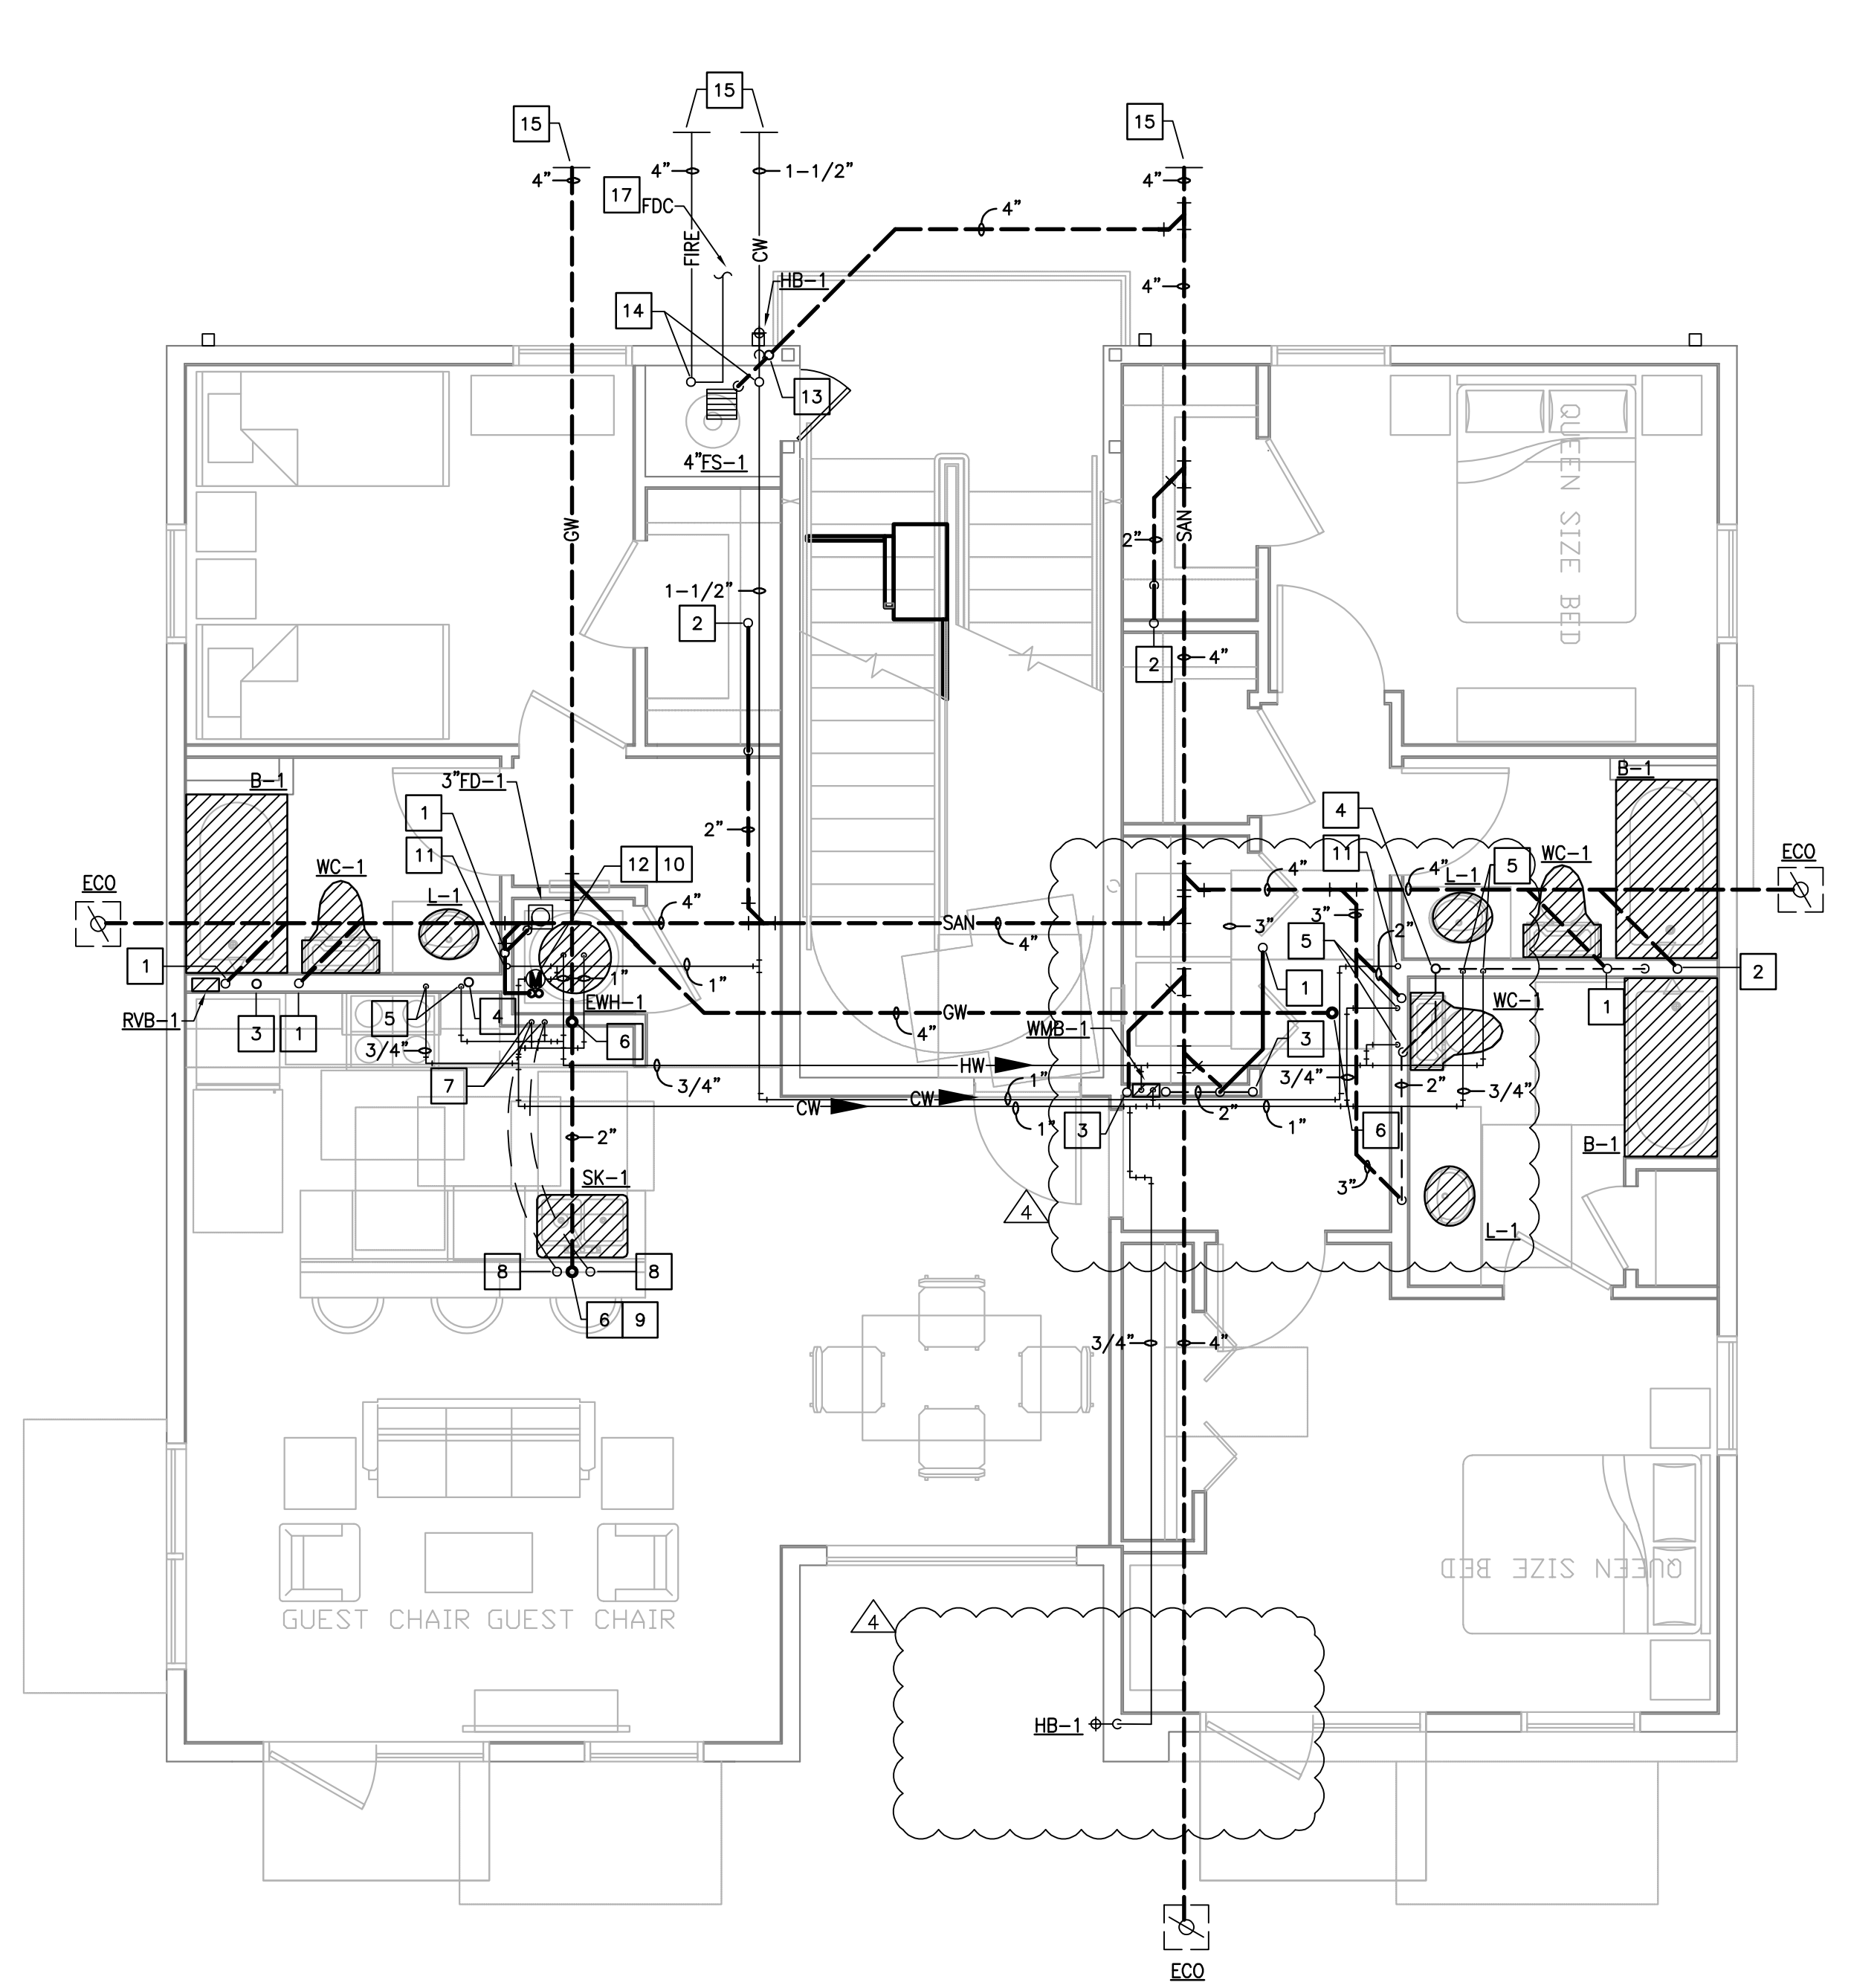 15
15
15
4”
4”
1-1/2”
4”
17
FDC
FIRE
CW
4”
HB-1
4”
14
13
4”FS-1
QUEEN SIZE BED
GW
SAN
2”
1-1/2”
2
4”
2
B-1
3”FD-1
B-1
1
4
2”
11
12
10
11
5
WC-1
4”
4”
WC-1
ECO
L-1
L-1
ECO
4”
SAN
4”
3”
3”
5
2”
1
M
1”
1”
1
2
RVB-1
3
1
5
4
EWH-1
GW
4”
WMB-1
1
WC-1
3/4”
6
3
7
HW
3/4”
1”
3/4”
2”
3/4”
CW
CW
1”
2”
1”
3
6
2”
B-1
SK-1
3”
4
L-1
8
8
6
9
3/4”
4”
QUEEN SIZE BED
GUEST CHAIR
GUEST CHAIR
4
HB-1
ECO